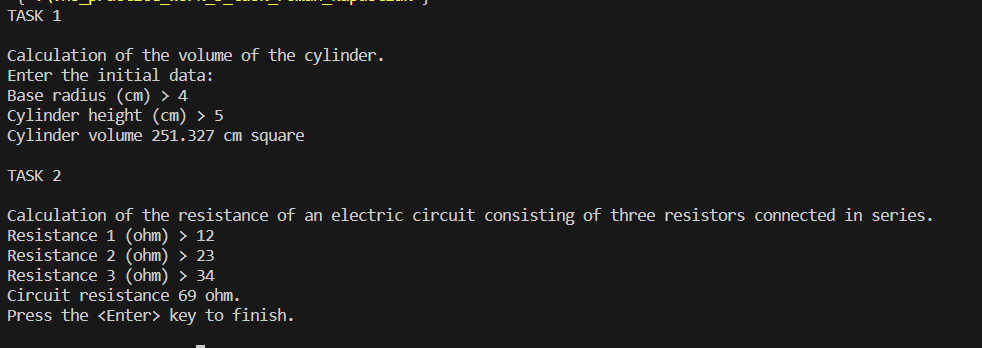 TASK 1
Calculation of the volume of the cylinder.
Enter the initial data:
Base radius (cm) > 4
Cylinder height (cm) > 5
Cylinder volume 251.327 cm square
TASK 2
Calculation of the resistance of an electric circuit consisting of three resistors connected in series.
Resistance 1 (ohm) > 12
Resistance 2 (ohm) > 23
Resistance 3 (ohm) > 34
Circuit resistance 69 ohm.
Press the <Enter> key to finish.